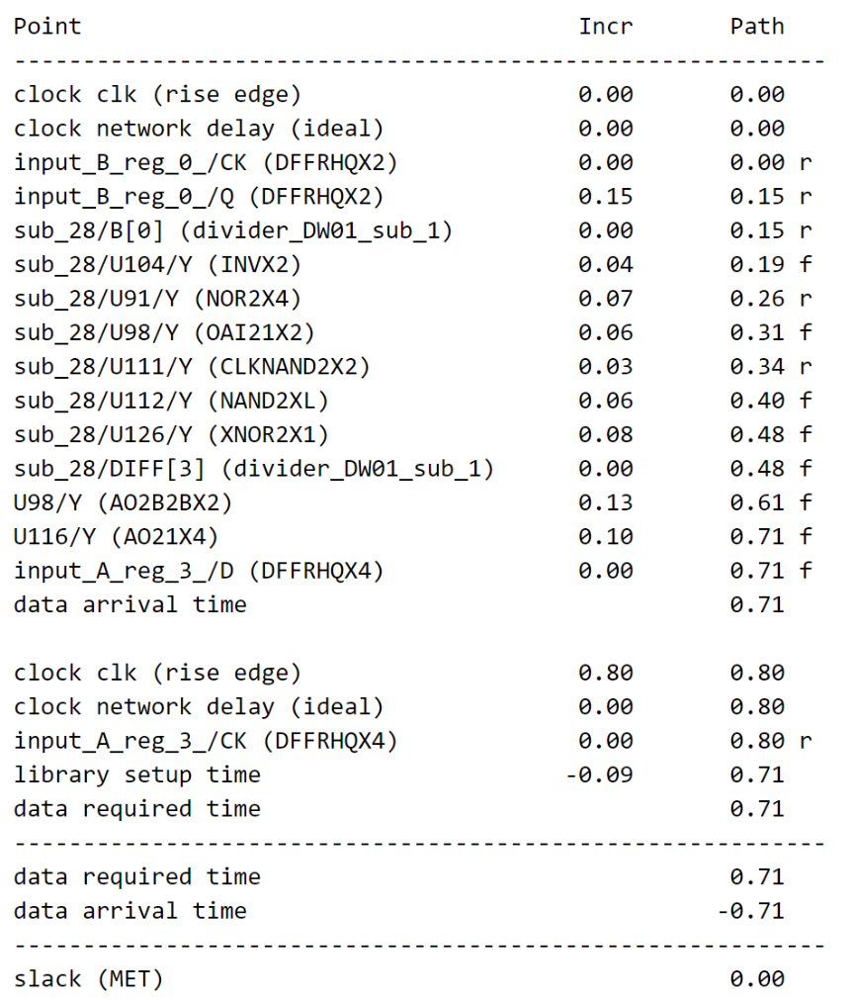 Point Incr Path
-----------------------------------------------------------
clock clk (rise edge) 0.00 0.00
clock network delay (ideal) 0.00 0.00
input_B_reg_0_/CK (DFFRHQX2) 0.00 0.00 r
input_B_reg_0_/Q (DFFRHQX2) 0.15 0.15 r
sub_28/B[0] (divider_DW01_sub_1) 0.00 0.15 r
sub_28/U104/Y (INVX2) 0.04 0.19 f
sub_28/U91/Y (NOR2X4) 0.07 0.26 r
sub_28/U98/Y (OAI21X2) 0.06 0.31 f
sub_28/U111/Y (CLKNAND2X2) 0.03 0.34 r
sub_28/U112/Y (NAND2XL) 0.06 0.40 f
sub_28/U126/Y (XNOR2X1) 0.08 0.48 f
sub_28/DIFF[3] (divider_DW01_sub_1) 0.00 0.48 f
U98/Y (AO2B2BX2) 0.13 0.61 f
U116/Y (AO21X4) 0.10 0.71 f
input_A_reg_3_/D (DFFRHQX4) 0.00 0.71 f
data arrival time 0.71
clock clk (rise edge) 0.80 0.80
clock network delay (ideal) 0.00 0.80
input_A_reg_3_/CK (DFFRHQX4) 0.00 0.80 r
library setup time -0.09 0.71
data required time 0.71
-----------------------------------------------------------
data required time 0.71
data arrival time -0.71
-----------------------------------------------------------
slack (MET) 0.00